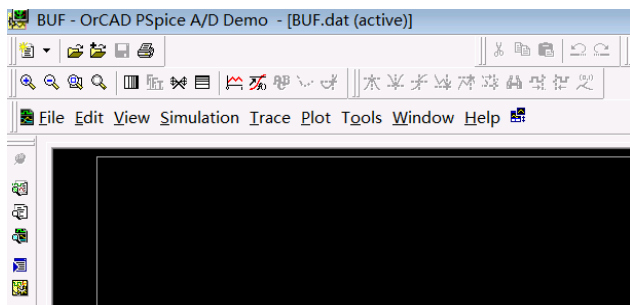 BUF - OrCAD PSpice A/D Demo - [BUF.dat (active)]
File Edit View Simulation Trace Plot Tools Window Help